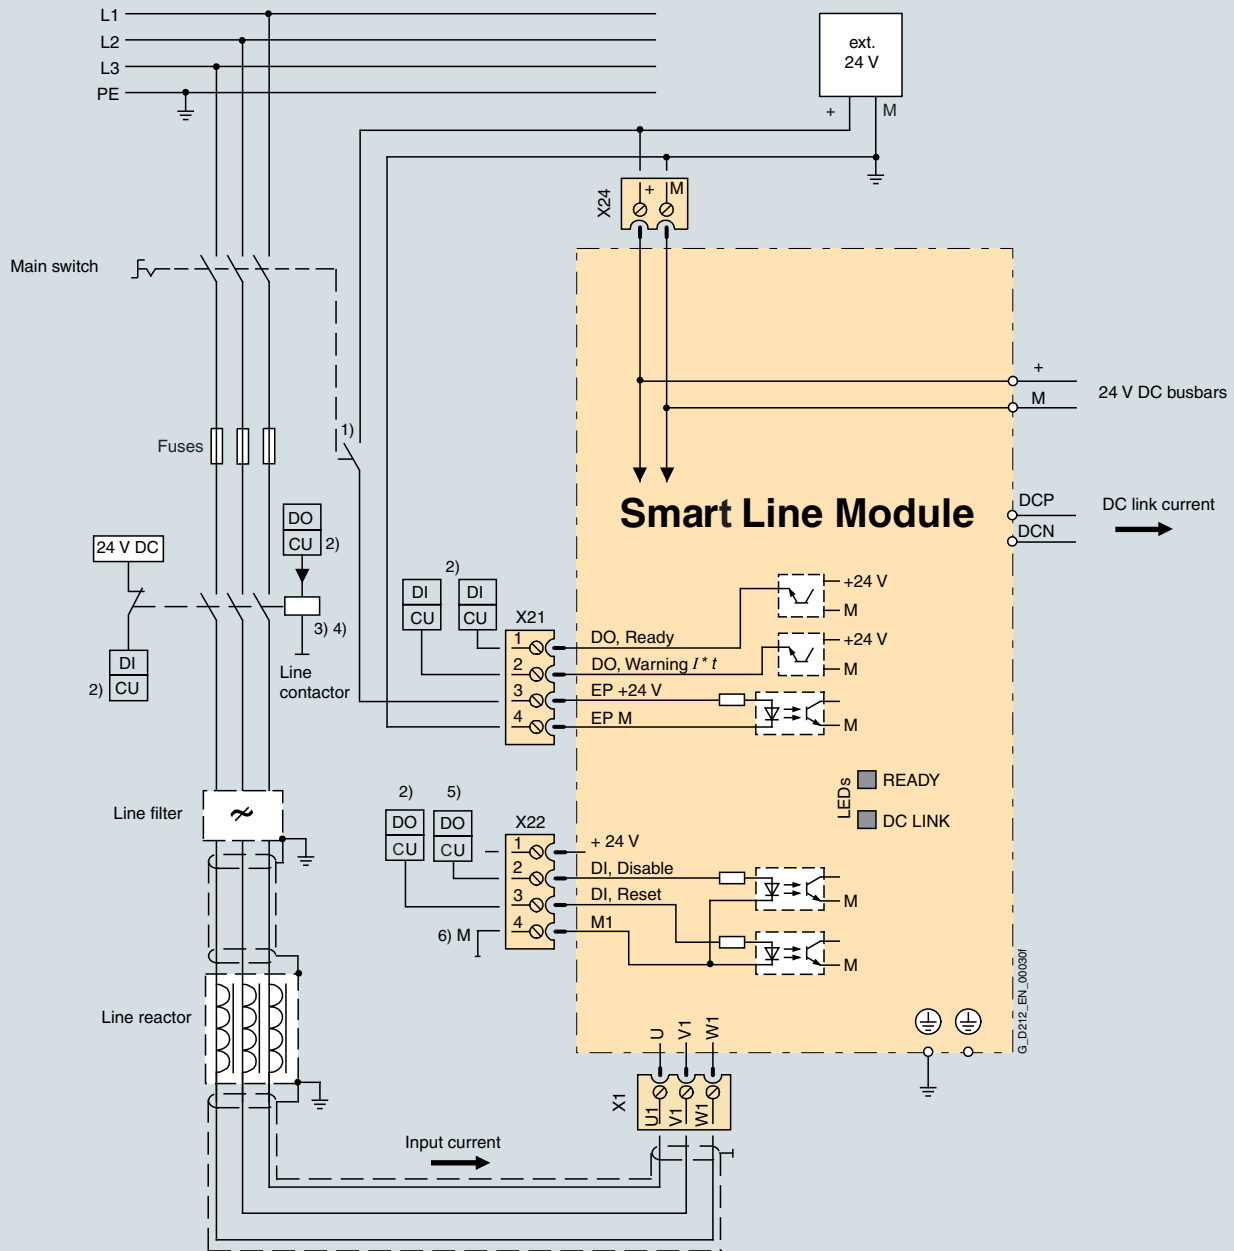 L1
L2
L3
PE
ext.
24 V
+ M
X24
+ M
Main switch
+
M
24 V DC busbars
1)
Fuses
Smart Line Module
DCP
DCN
DC link current
DO
CU
2)
24 V DC
3) 4)
Line
contactor
DI
CU
2)
2)
DI
CU
DI
CU
X21
1
2
3
4
DO, Ready
DO, Warning I * t
EP +24 V
EP M
+24 V
M
+24 V
M
M
LEDs
READY
DC LINK
Line filter
2)
5)
DO
CU
DO
CU
X22
1
2
3
4
+ 24 V
DI, Disable
DI, Reset
M1
6) M
M
M
Line reactor
G_D212_EN_00030f
U
V1
W1
X1
U1
V1
W1
Input current